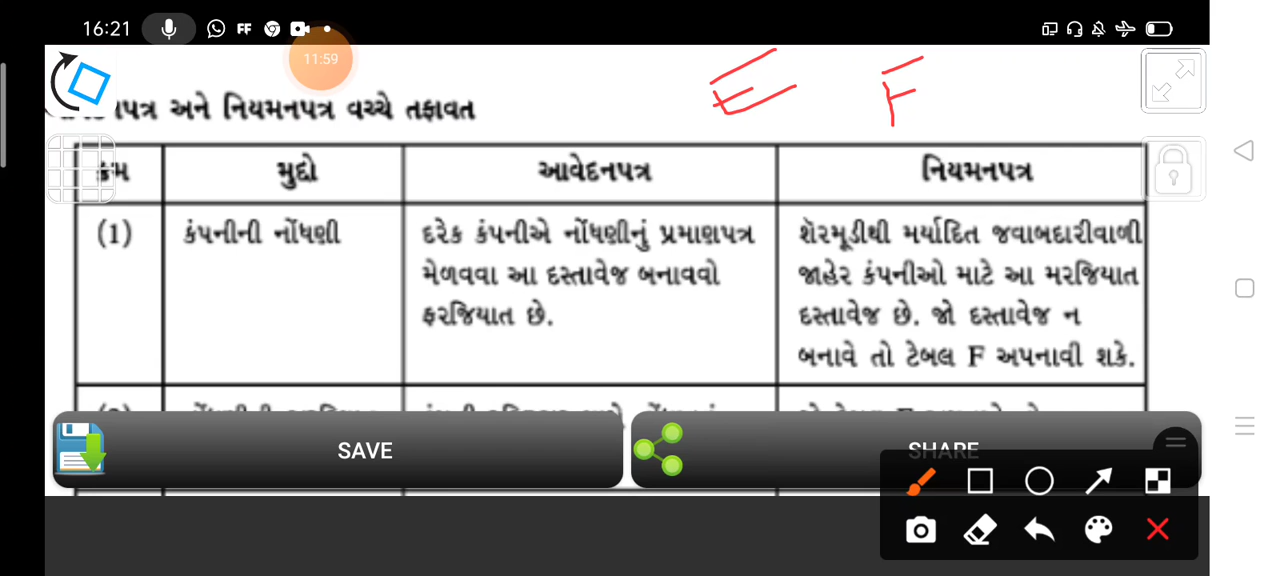 16:21
FF
11:59
E F
અને નિયમનપત્ર વચ્ચે તફાવત
ક્રમ મુદ્દો આવેદનપત્ર નિયમનપત્ર
(1) કંપનીની નોંધણી દરેક કંપનીએ નોંધણીનું પ્રમાણપત્ર શૅરમૂડીથી મર્યાદિત જવાબદારીવાળી
મેળવવા આ દસ્તાવેજ બનાવવો જાહેર કંપનીઓ માટે આ મરજિયાત
ફરજિયાત છે. દસ્તાવેજ છે. જો દસ્તાવેજ ન
બનાવે તો ટેબલ F અપનાવી શકે.
SAVE SHARE